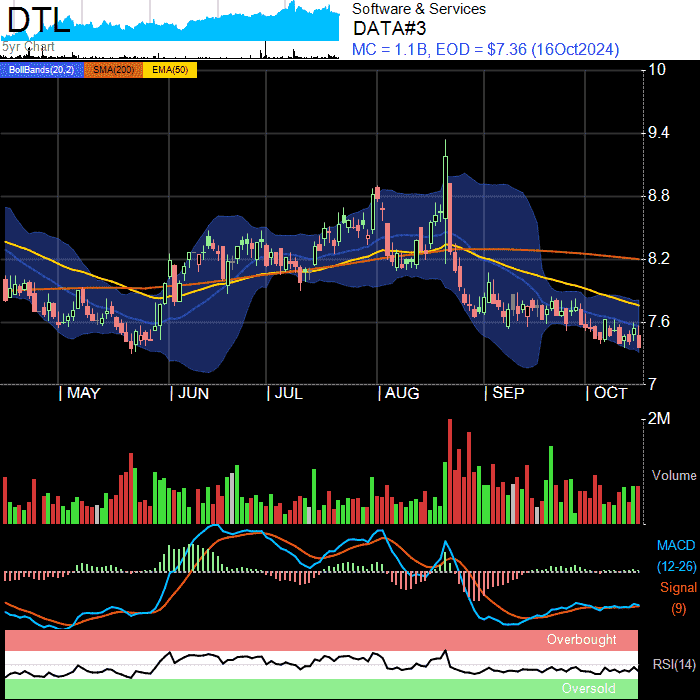 DTL
5yr Chart
Software & Services
DATA#3
MC = 1.1B, EOD = $7.36 (16Oct2024)
BollBands(20,2) SMA(200) EMA(50)
10
9.4
8.8
8.2
7.6
7
MAY JUN JUL AUG SEP OCT
2M
Volume
MACD
(12-26)
Signal
(9)
Overbought
RSI(14)
Oversold